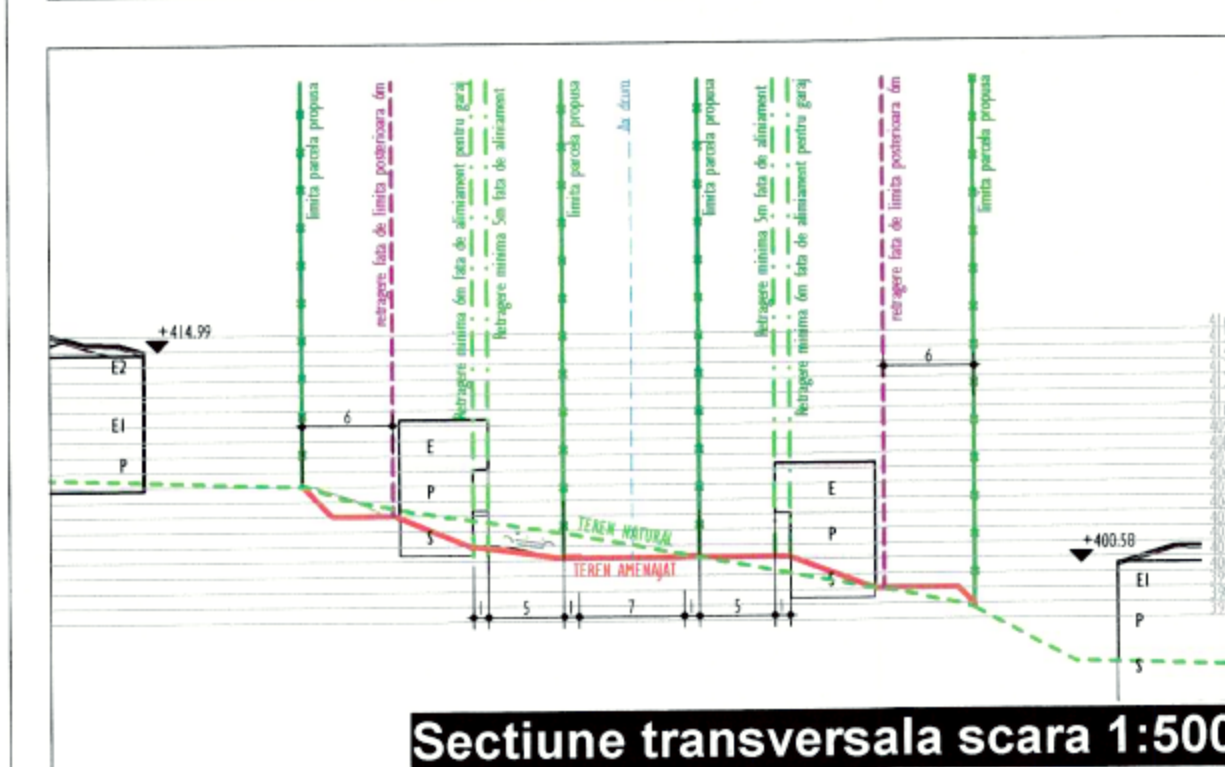 limita parcela propusa
retragere fata de limita posterioara 6m
Retragere minima 6m fata de aliniament pentru garaj
Retragere minima 5m fata de aliniament
limita parcela propusa
Ax drum
limita parcela propusa
Retragere minima 5m fata de aliniament
Retragere minima 6m fata de aliniament pentru garaj
retragere fata de limita posterioara 6m
limita parcela propusa
+414.99
E2
E1
P
6
E
P
S
TEREN NATURAL
TEREN AMENAJAT
6
E
P
S
+400.58
E1
P
S
1 5 1 7 1 5 1
Sectiune transversala scara 1:500